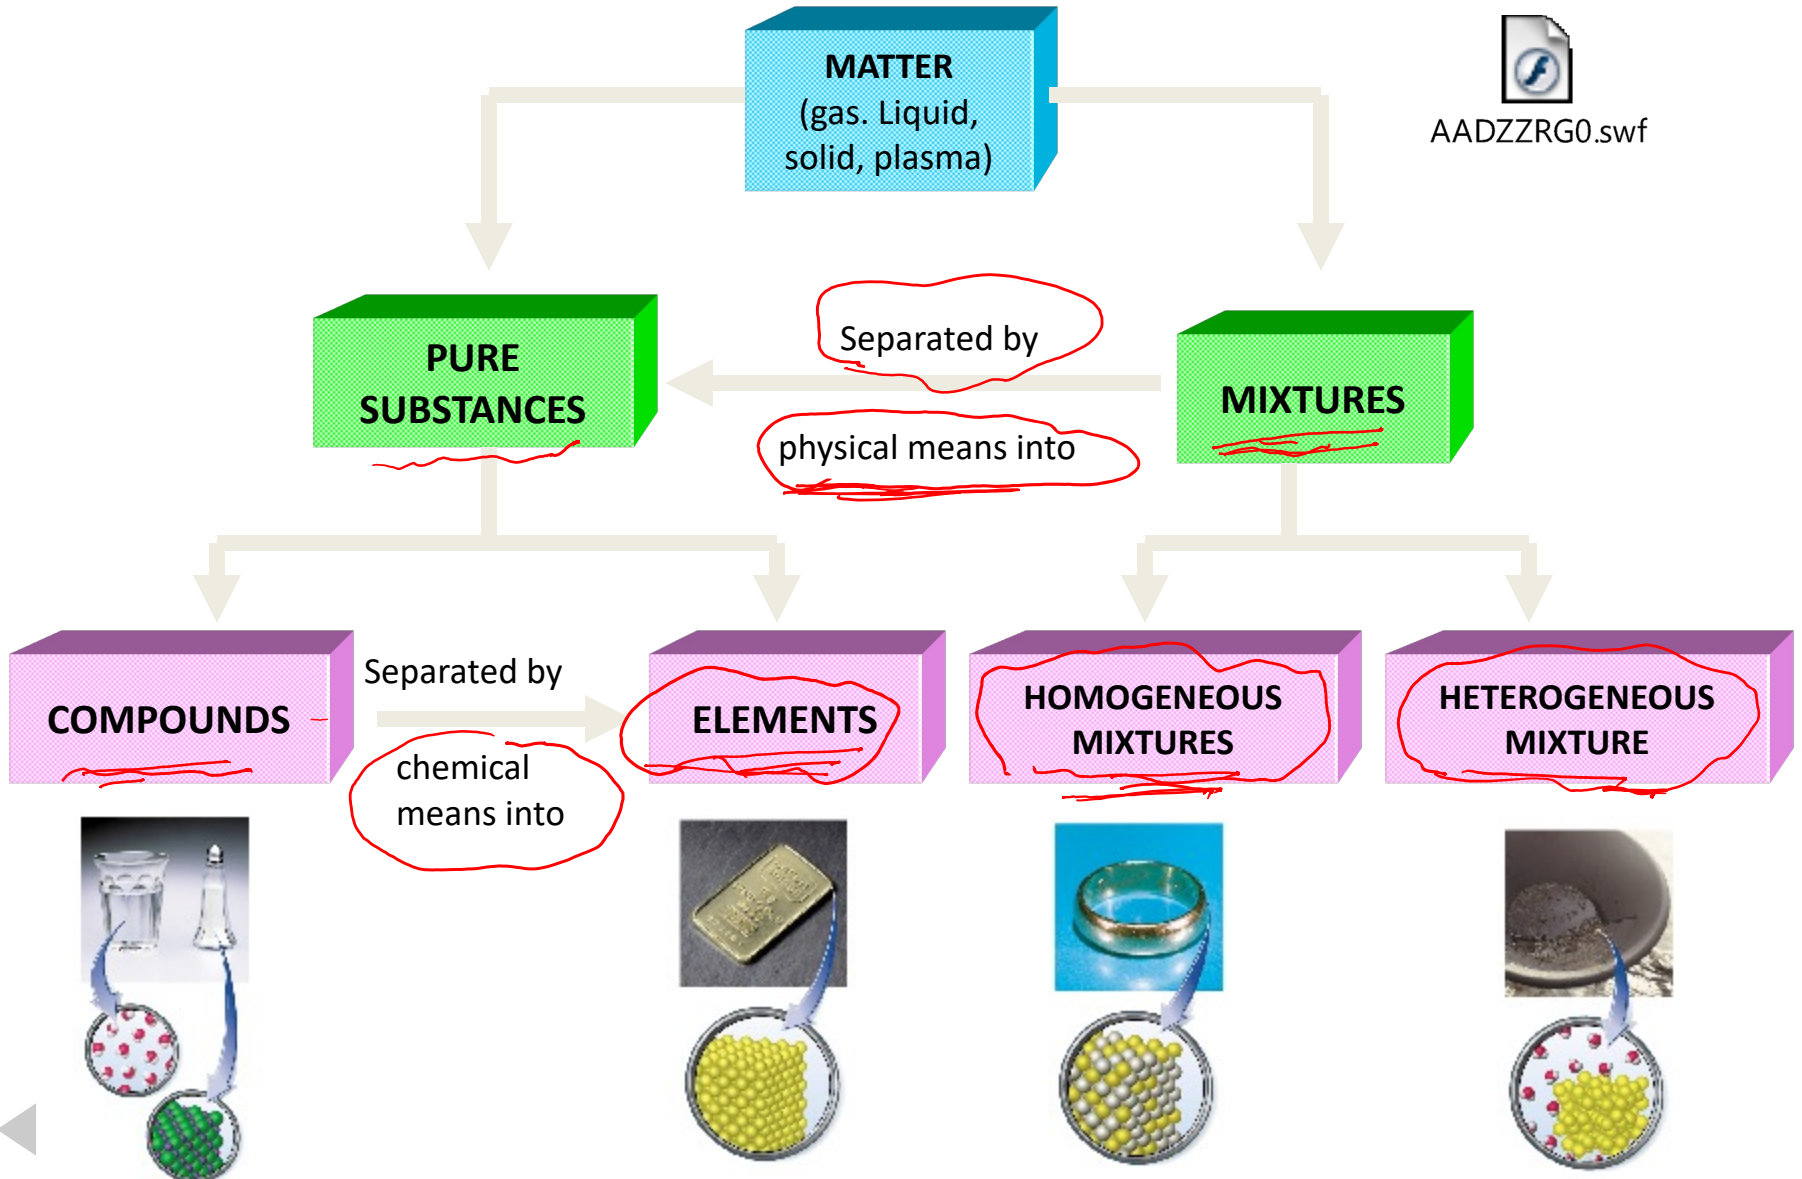 MATTER
(gas. Liquid,
solid, plasma)
AADZZRG0.swf
PURE
SUBSTANCES
Separated by
physical means into
MIXTURES
COMPOUNDS
Separated by
chemical
means into
ELEMENTS
HOMOGENEOUS
MIXTURES
HETEROGENEOUS
MIXTURE